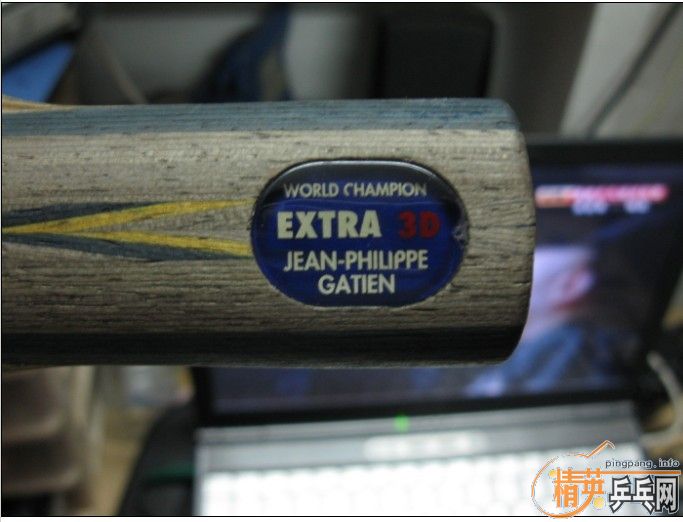 WORLD CHAMPION
EXTRA 3D
JEAN-PHILIPPE
GATIEN
pingpang.info
精英乒乓网